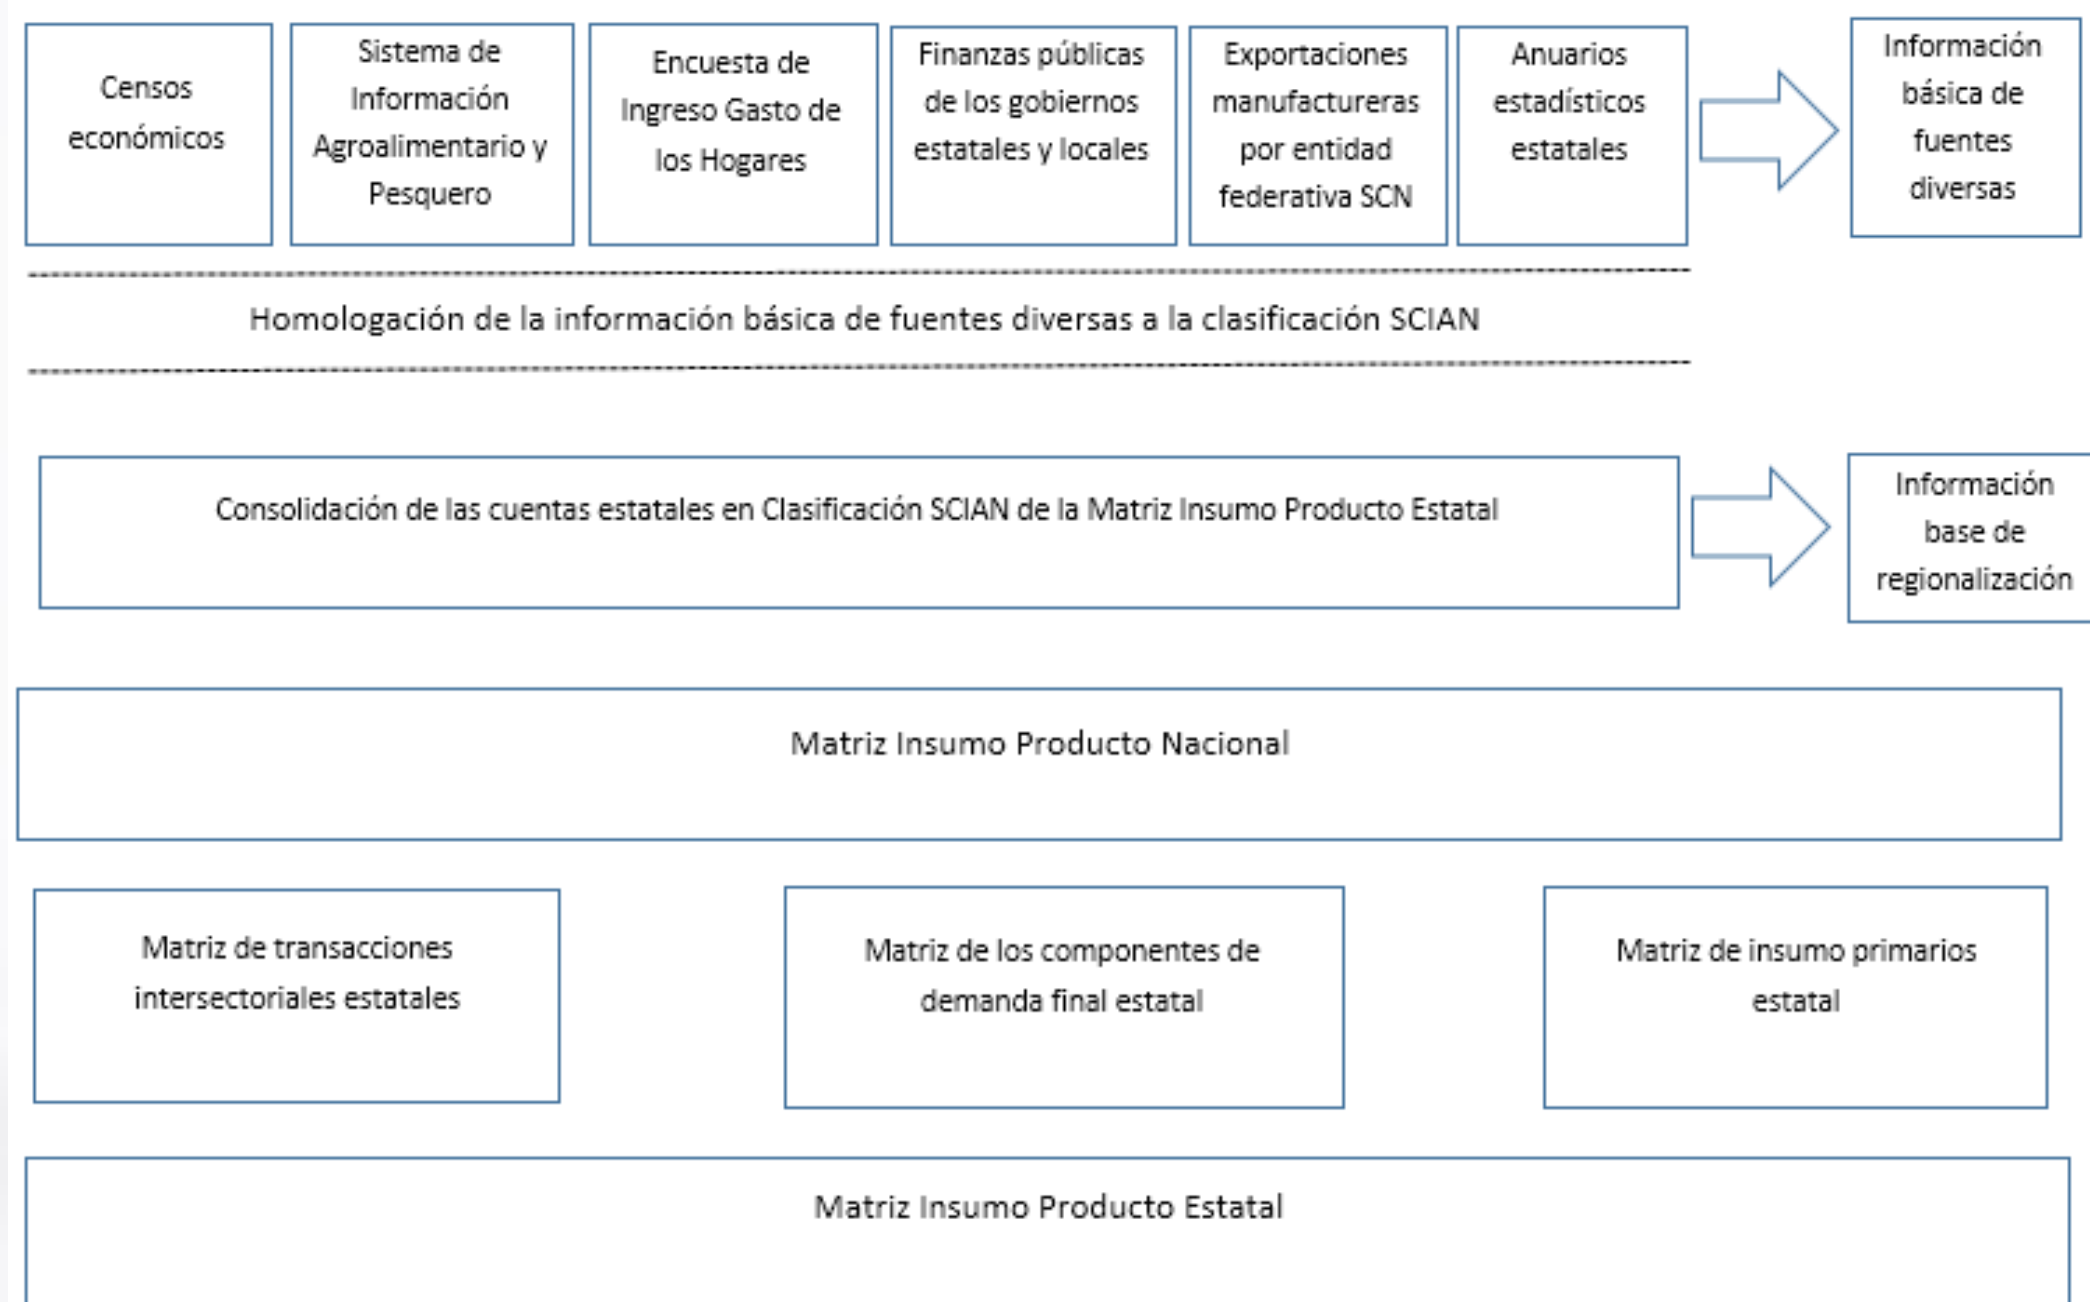 Censos
económicos
Sistema de
Información
Agroalimentario y
Pesquero
Encuesta de
Ingreso Gasto de
los Hogares
Finanzas públicas
de los gobiernos
estatales y locales
Exportaciones
manufactureras
por entidad
federativa SCN
Anuarios
estadísticos
estatales
Información
básica de
fuentes
diversas
Homologación de la información básica de fuentes diversas a la clasificación SCIAN
Consolidación de las cuentas estatales en Clasificación SCIAN de la Matriz Insumo Producto Estatal
Información
base de
regionalización
Matriz Insumo Producto Nacional
Matriz de transacciones
intersectoriales estatales
Matriz de los componentes de
demanda final estatal
Matriz de insumo primarios
estatal
Matriz Insumo Producto Estatal